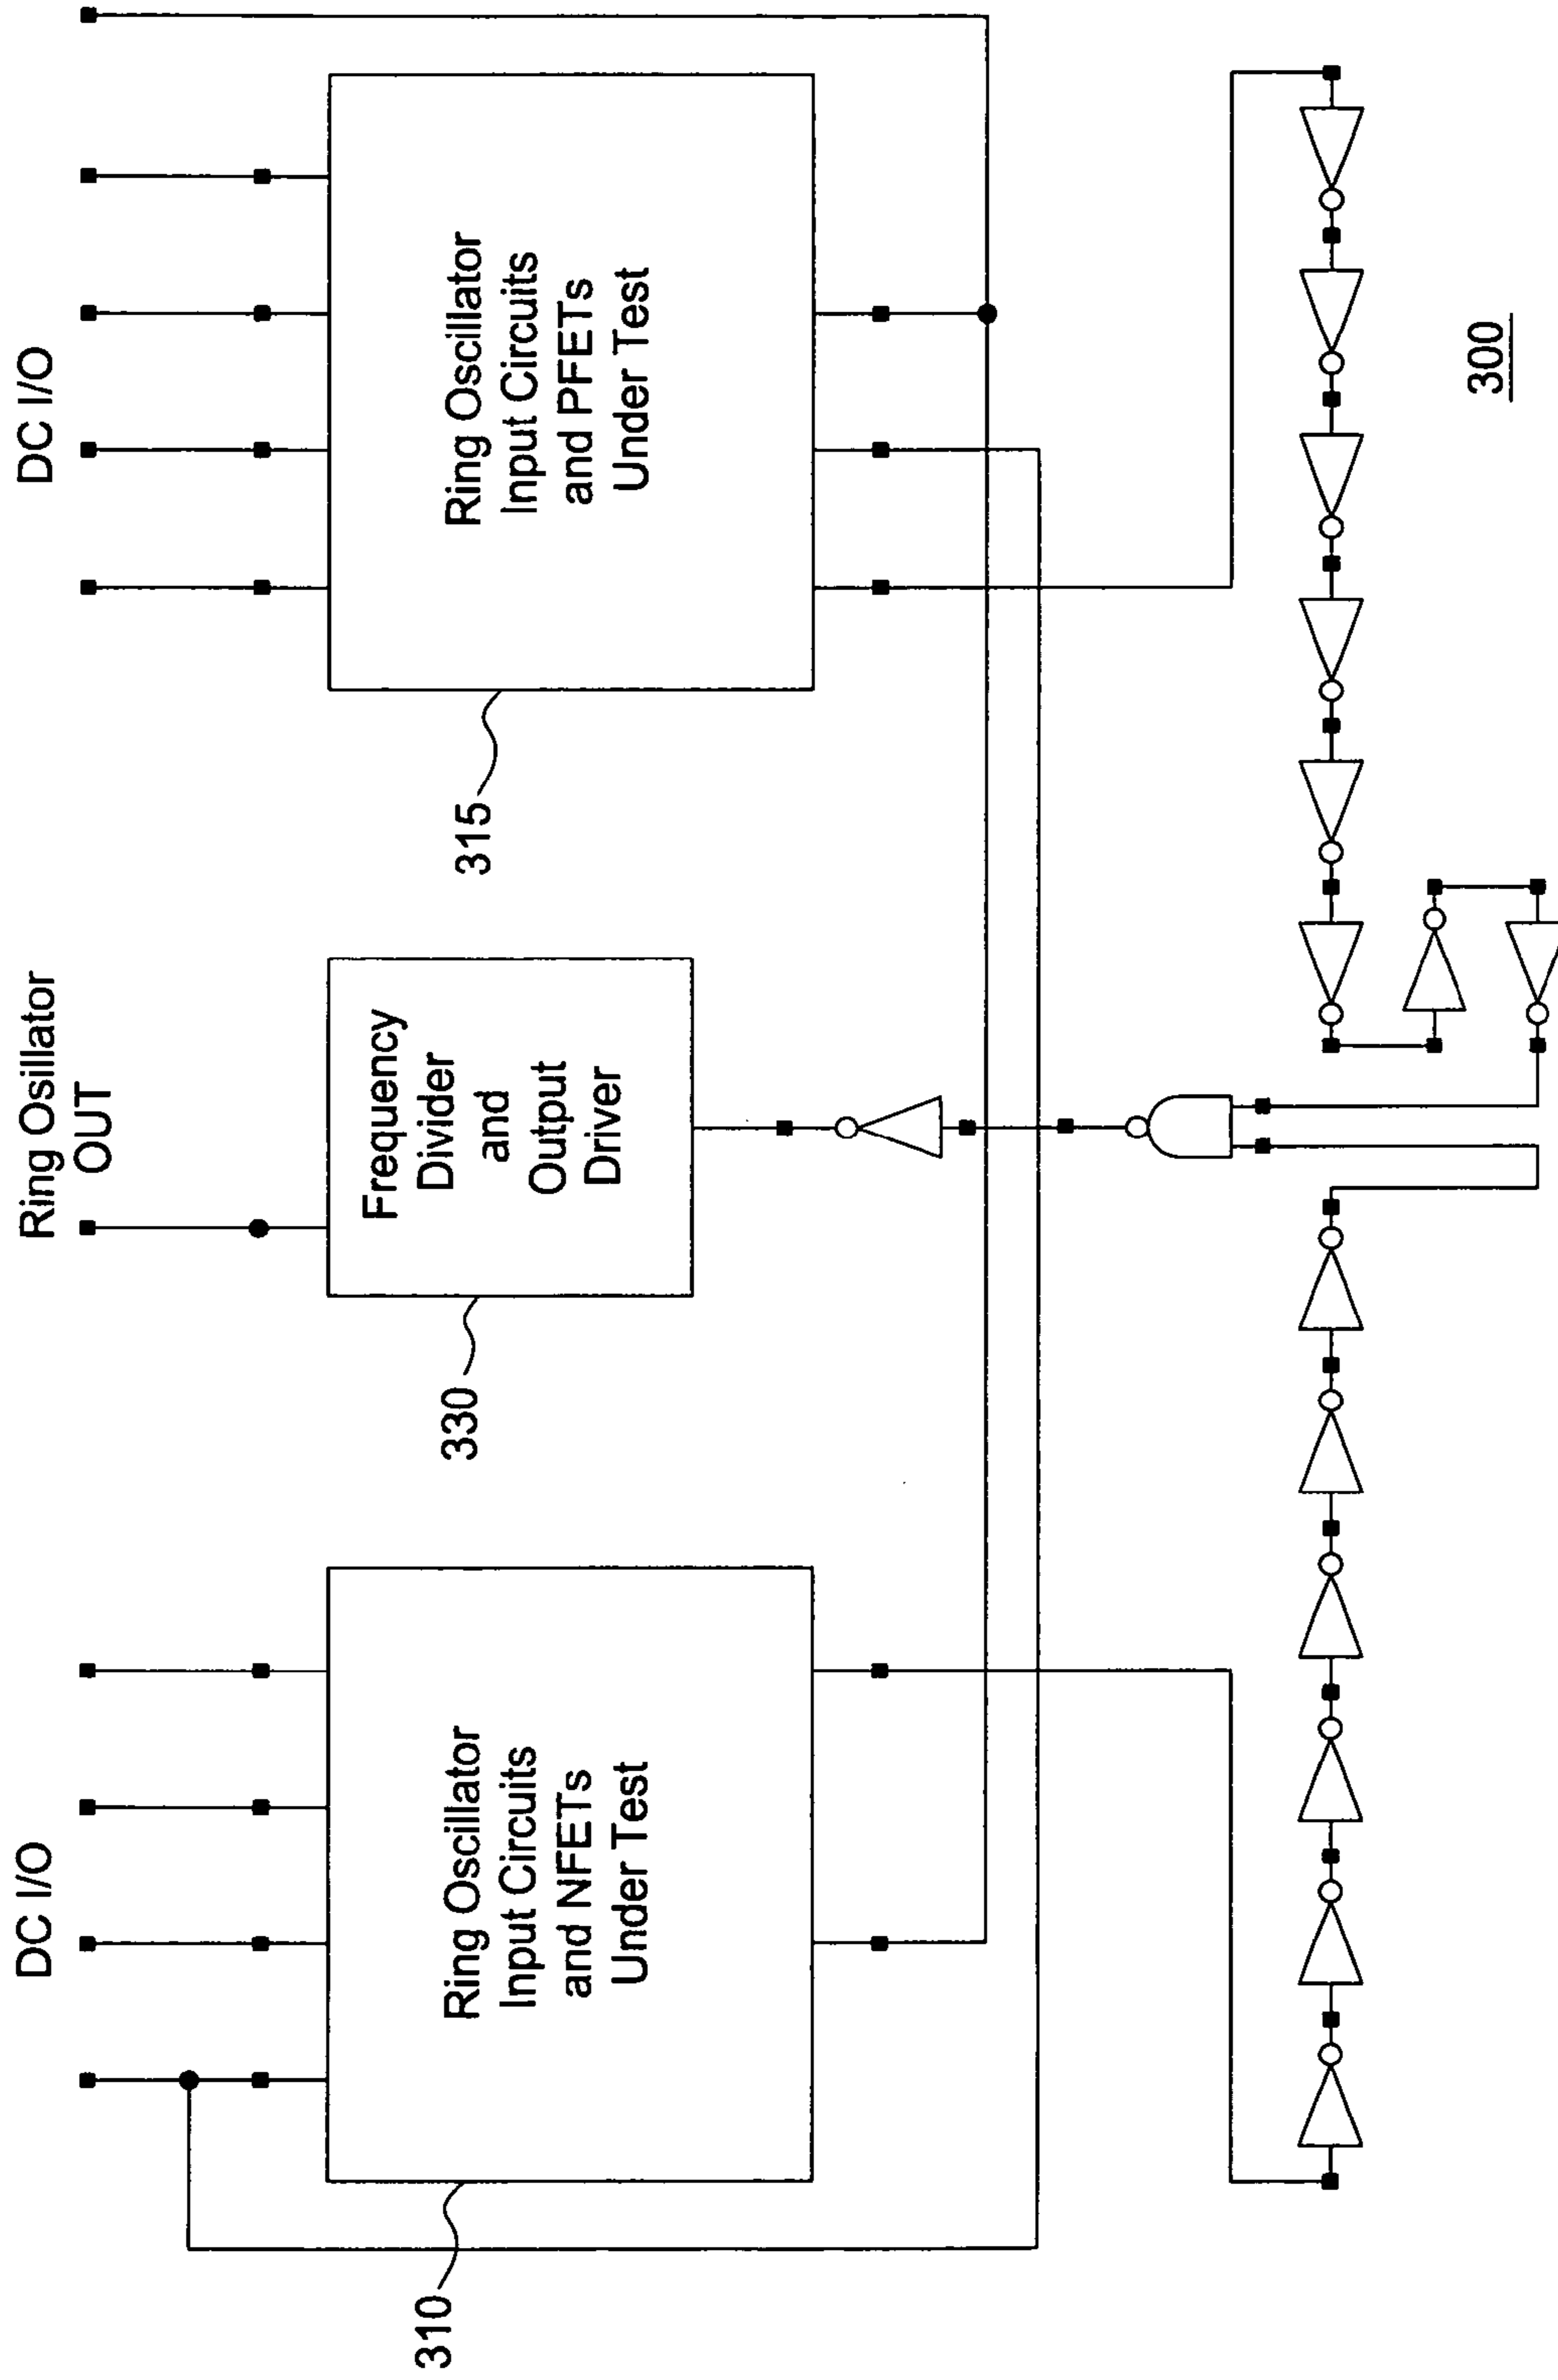 DC I/O
Ring Osillator
OUT
DC I/O
Ring Oscillator
Input Circuits
and NFETs
Under Test
310
Frequency
Divider
and
Output
Driver
330
Ring Oscillator
Input Circuits
and PFETs
Under Test
315
300